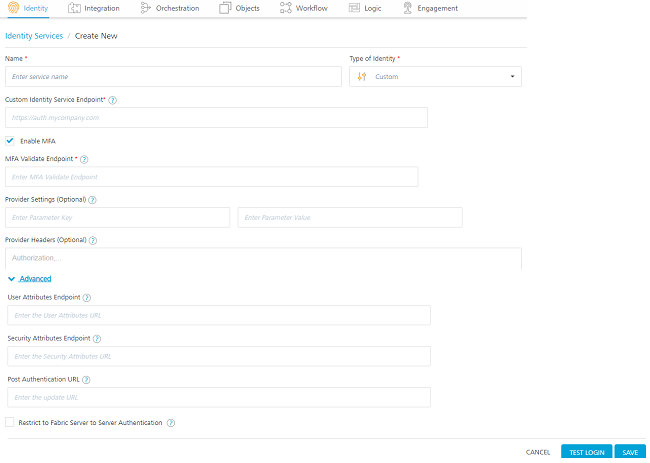 Identity Integration Orchestration Objects Workflow Logic Engagement
Identity Services / Create New
Name * Type of Identity *
Enter service name Custom
Custom Identity Service Endpoint* ?
https://auth.mycompany.com
Enable MFA
MFA Validate Endpoint * ?
Enter MFA Validate Endpoint
Provider Settings (Optional) ?
Enter Parameter Key Enter Parameter Value
Provider Headers (Optional) ?
Authorization,...
Advanced
User Attributes Endpoint ?
Enter the User Attributes URL
Security Attributes Endpoint ?
Enter the Security Attributes URL
Post Authentication URL ?
Enter the update URL
Restrict to Fabric Server to Server Authentication ?
CANCEL TEST LOGIN SAVE